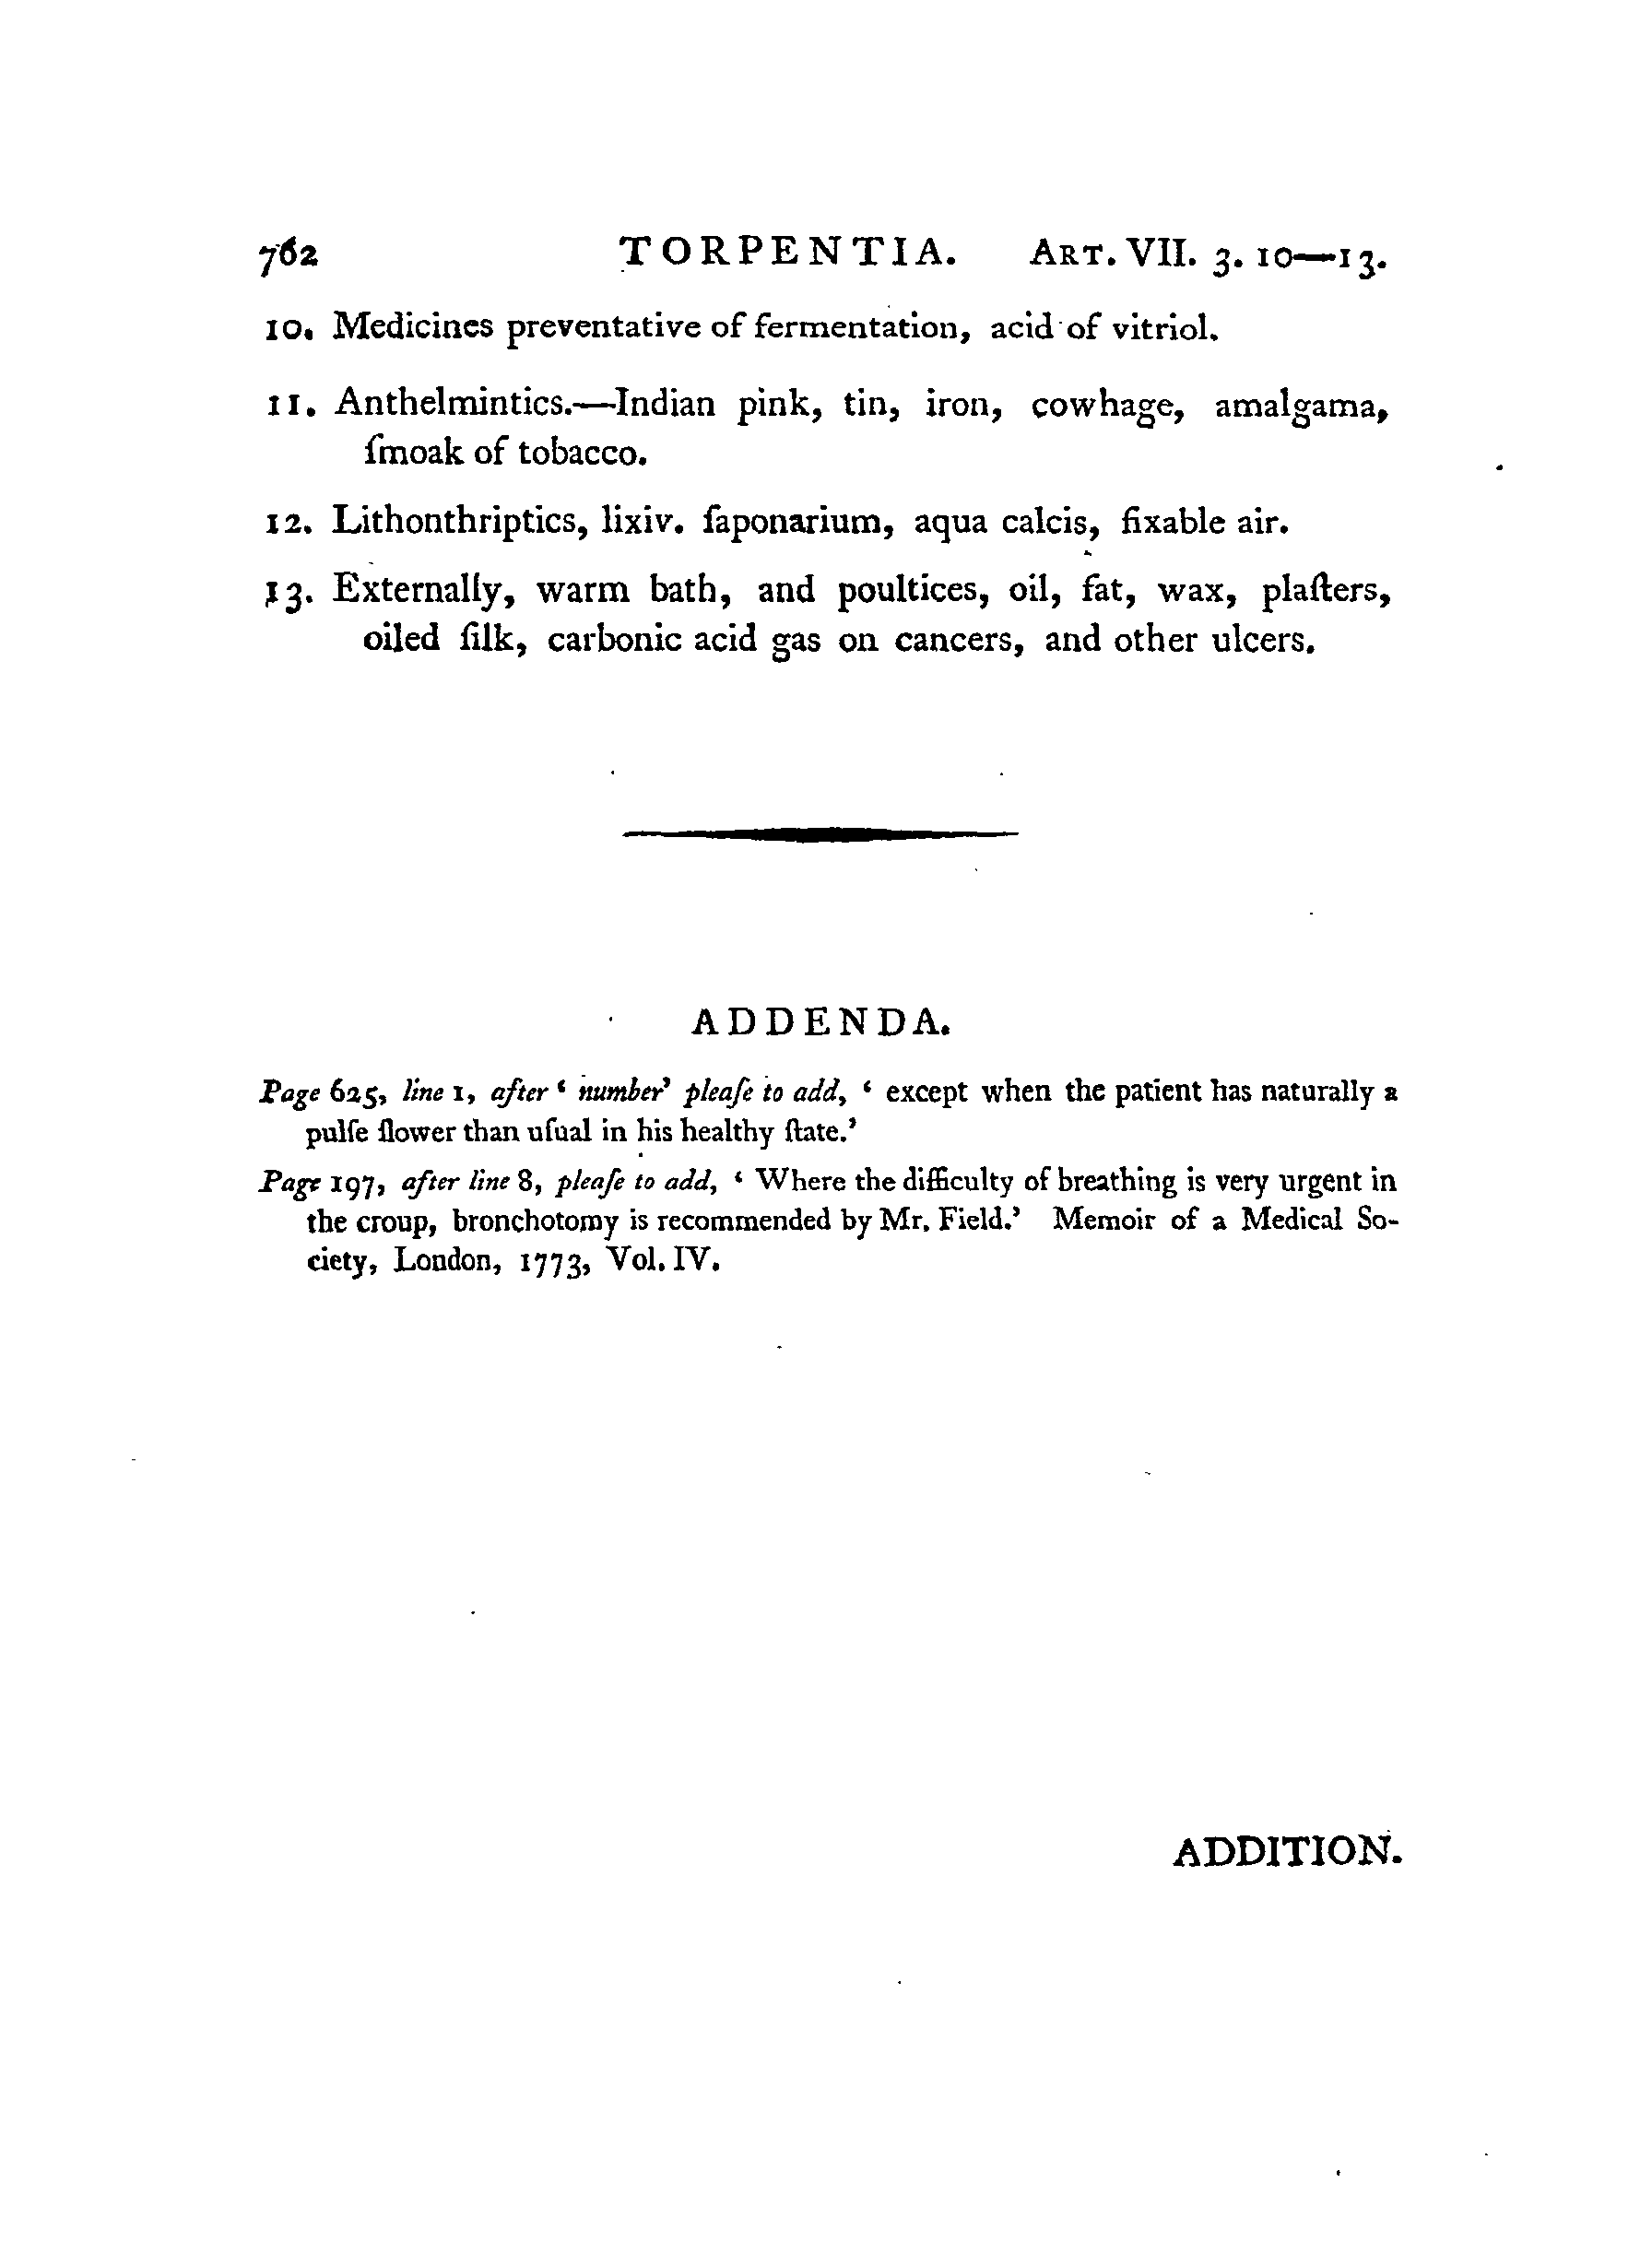 762 TORPENTIA. ART. VII. 3. 10—13.
10. Medicines preventative of fermentation, acid of vitriol.
11. Anthelmintics.—Indian pink, tin, iron, cowhage, amalgama,
ſmoak of tobacco.
12. Lithonthriptics, lixiv. ſaponarium, aqua calcis, fixable air.
13. Externally, warm bath, and poultices, oil, fat, wax, plaſters,
oiled ſilk, carbonic acid gas on cancers, and other ulcers.
ADDENDA.
Page 625, line 1, after ‘ number’ pleaſe to add, ‘ except when the patient has naturally a
pulſe ſlower than uſual in his healthy ſtate.’
Page 197, after line 8, pleaſe to add, ‘ Where the difficulty of breathing is very urgent in
the croup, bronchotomy is recommended by Mr. Field.’ Memoir of a Medical So-
ciety, London, 1773, Vol. IV.
ADDITION.